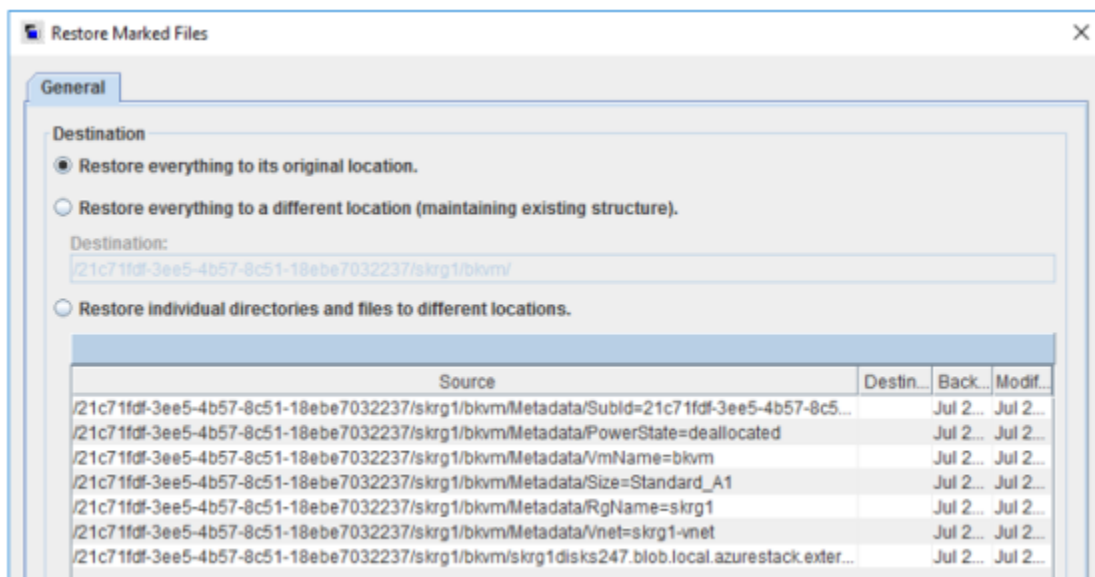 Restore Marked Files
General
Destination
Restore everything to its original location.
Restore everything to a different location (maintaining existing structure).
Destination:
/21c71fdf-3ee5-4b57-8c51-18ebe7032237/skrg1/bkvm/
Restore individual directories and files to different locations.
Source Destin... Back... Modif...
/21c71fdf-3ee5-4b57-8c51-18ebe7032237/skrg1/bkvm/Metadata/SubId=21c71fdf-3ee5-4b57-8c5... Jul 2... Jul 2...
/21c71fdf-3ee5-4b57-8c51-18ebe7032237/skrg1/bkvm/Metadata/PowerState=deallocated Jul 2... Jul 2...
/21c71fdf-3ee5-4b57-8c51-18ebe7032237/skrg1/bkvm/Metadata/VmName=bkvm Jul 2... Jul 2...
/21c71fdf-3ee5-4b57-8c51-18ebe7032237/skrg1/bkvm/Metadata/Size=Standard_A1 Jul 2... Jul 2...
/21c71fdf-3ee5-4b57-8c51-18ebe7032237/skrg1/bkvm/Metadata/RgName=skrg1 Jul 2... Jul 2...
/21c71fdf-3ee5-4b57-8c51-18ebe7032237/skrg1/bkvm/Metadata/Vnet=skrg1-vnet Jul 2... Jul 2...
/21c71fdf-3ee5-4b57-8c51-18ebe7032237/skrg1/bkvm/skrg1disks247.blob.local.azurestack.exter... Jul 2... Jul 2...